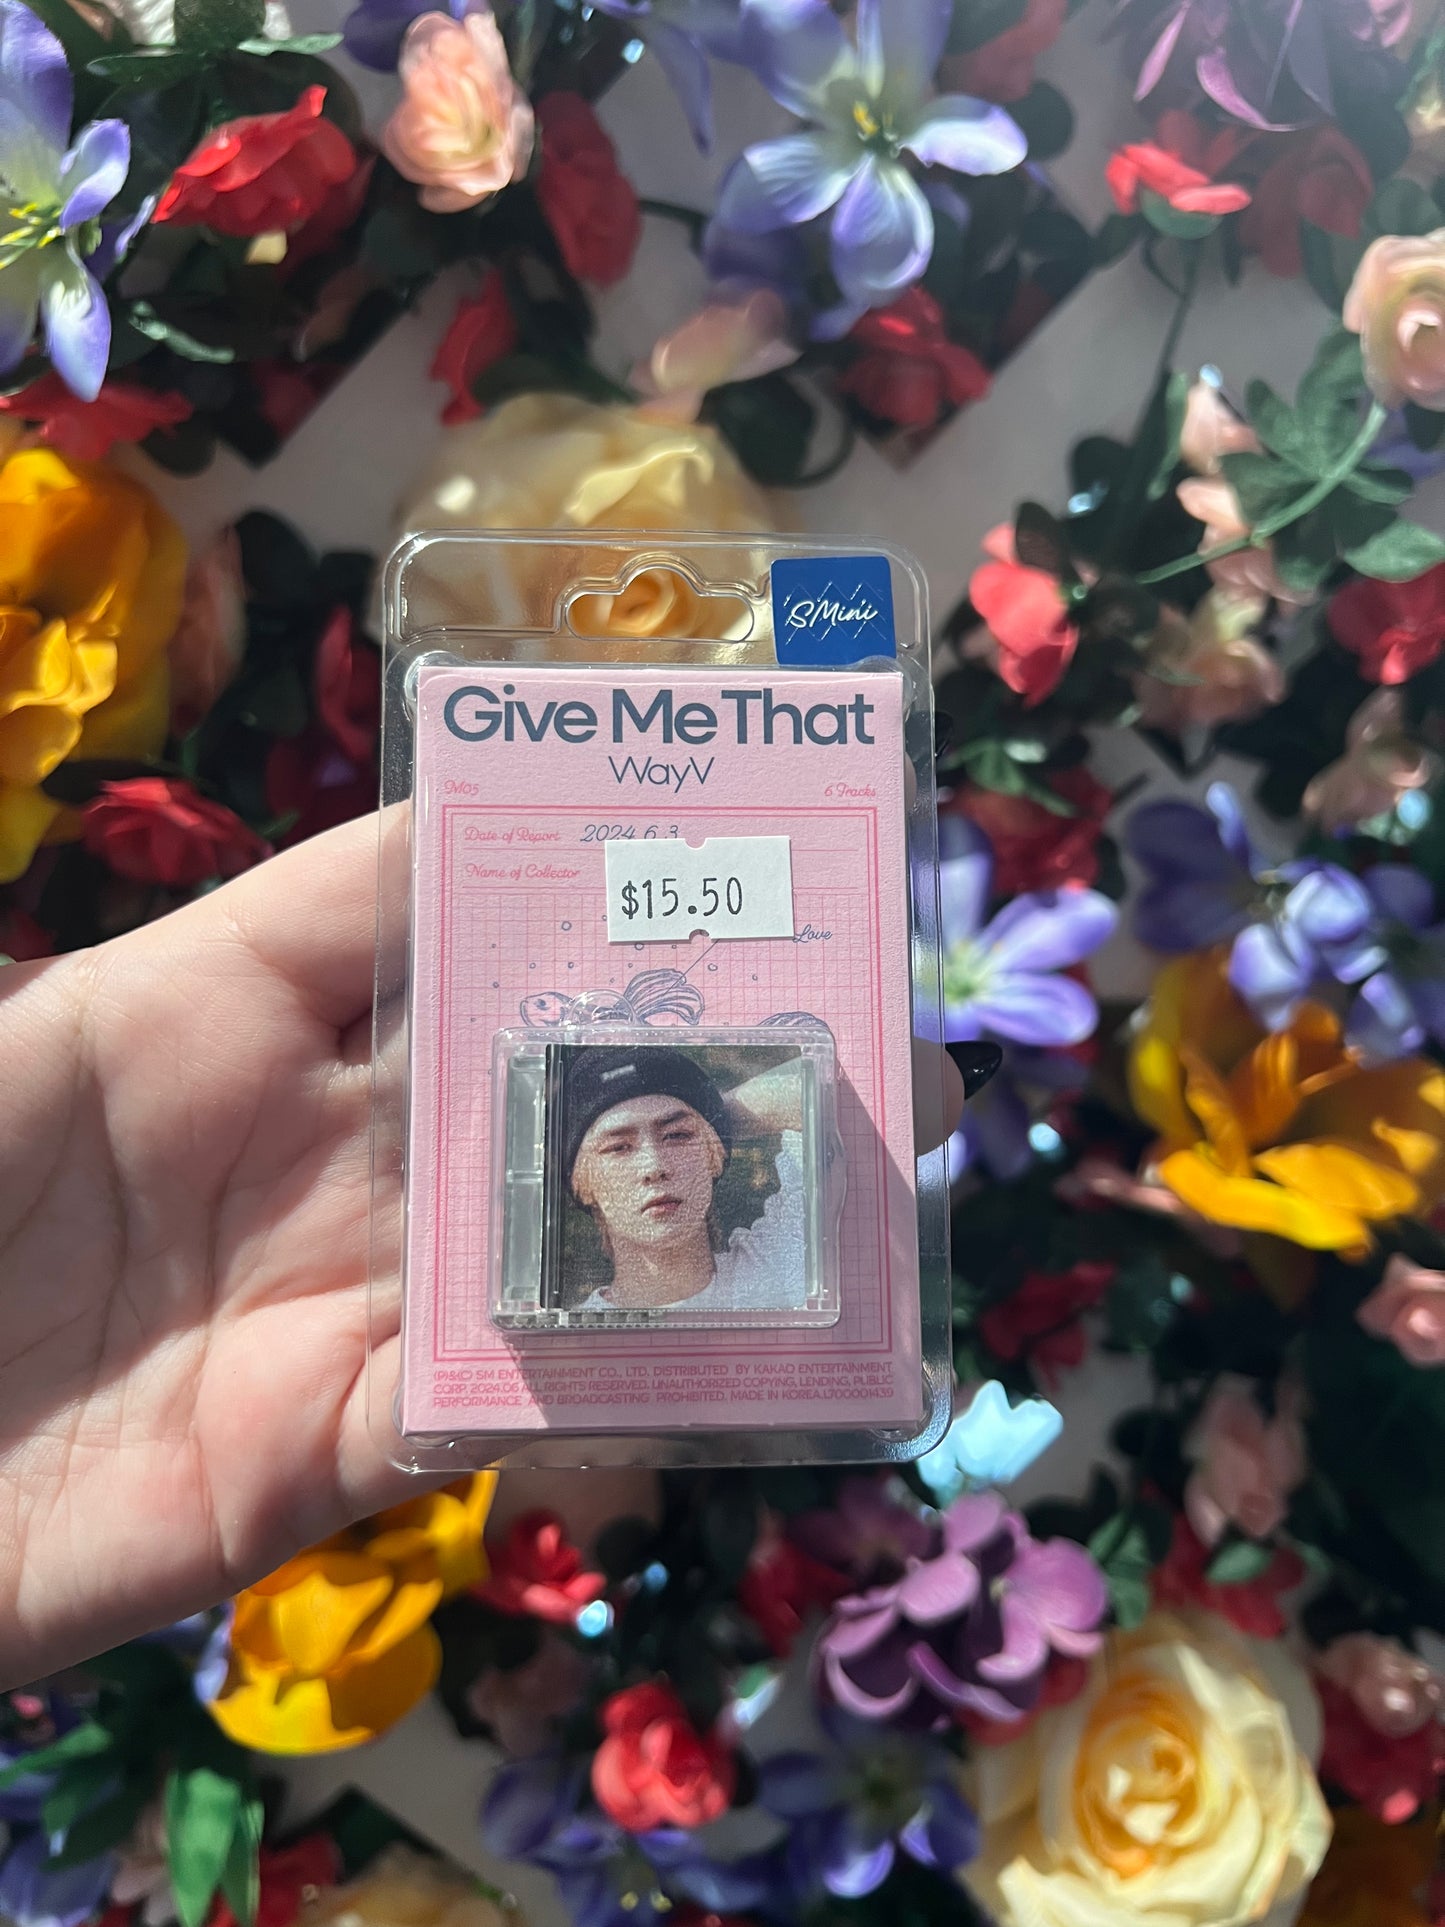 SMini
Give Me That
WayV
M05 6 Tracks
Date of Report 2024 6 3
Name of Collector
$15.50
Love
(P)&(C) SM ENTERTAINMENT CO., LTD. DISTRIBUTED BY KAKAO ENTERTAINMENT
CORP. 2024.06 ALL RIGHTS RESERVED. UNAUTHORIZED COPYING, LENDING, PUBLIC
PERFORMANCE AND BROADCASTING PROHIBITED. MADE IN KOREA.L700001439